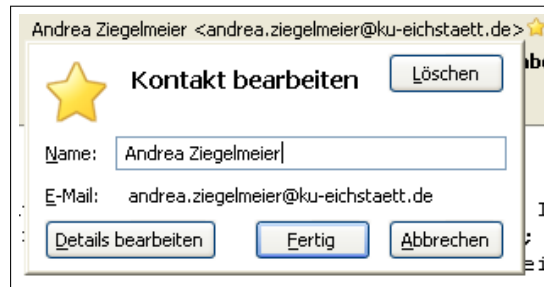 Andrea Ziegelmeier <andrea.ziegelmeier@ku-eichstaett.de>
Kontakt bearbeiten
Löschen
Name: Andrea Ziegelmeier
E-Mail: andrea.ziegelmeier@ku-eichstaett.de
Details bearbeiten Fertig Abbrechen